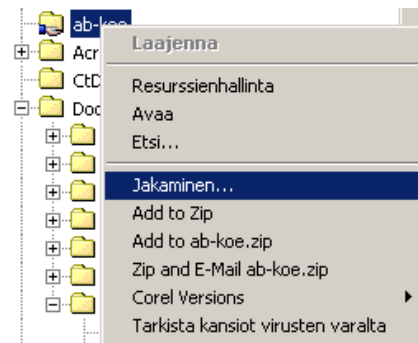 ab-koe
Acr
CtD
Doc
Laajenna
Resurssienhallinta
Avaa
Etsi...
Jakaminen...
Add to Zip
Add to ab-koe.zip
Zip and E-Mail ab-koe.zip
Corel Versions
Tarkista kansiot virusten varalta